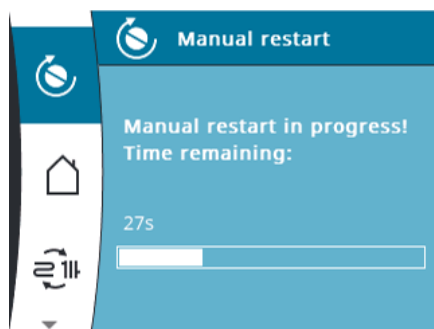 Manual restart
Manual restart in progress!
Time remaining:
27s